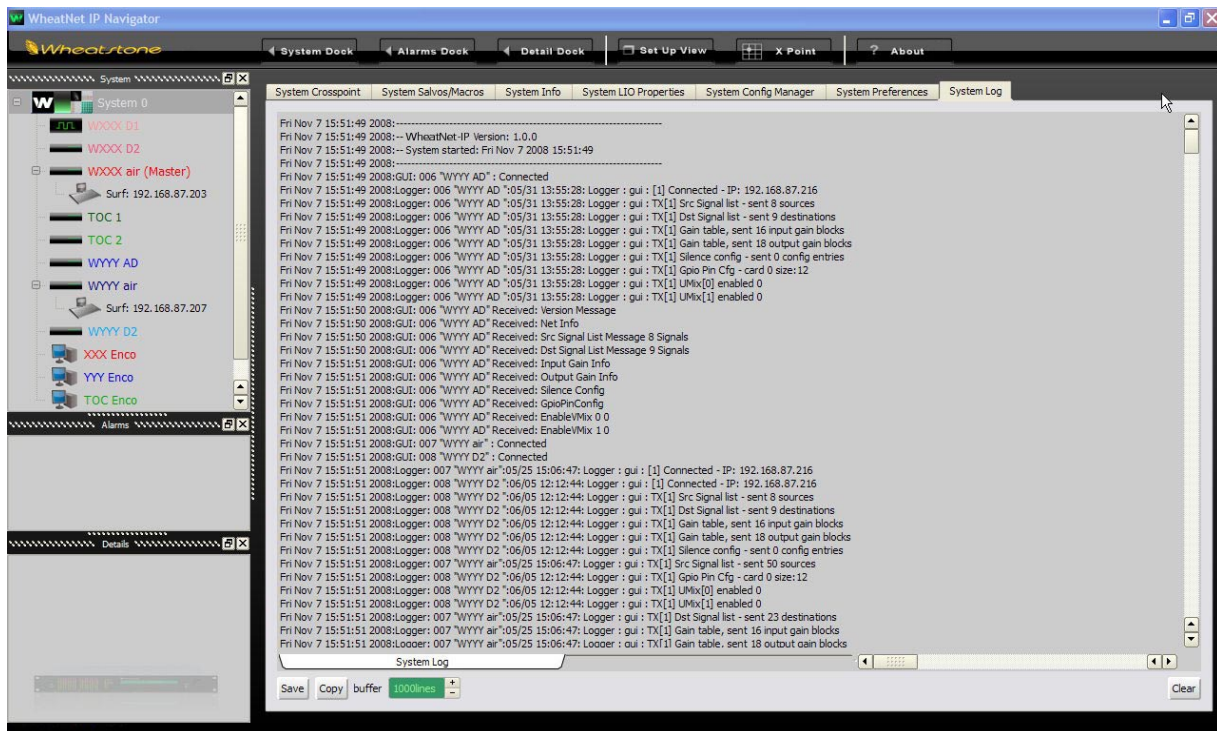 WheatNet IP Navigator
Wheatstone
System Dock
Alarms Dock
Detail Dock
Set Up View
X Point
? About
System
System 0
WXXX D1
WXXX D2
WXXX air (Master)
Surf: 192.168.87.203
TOC 1
TOC 2
WYYY AD
WYYY air
Surf: 192.168.87.207
WYYY D2
XXX Enco
YYY Enco
TOC Enco
Alarms
Details
System Crosspoint
System Salvos/Macros
System Info
System LIO Properties
System Config Manager
System Preferences
System Log
Fri Nov 7 15:51:49 2008:----------------------------------------------------------------
Fri Nov 7 15:51:49 2008:-- WheatNet-IP Version: 1.0.0
Fri Nov 7 15:51:49 2008:-- System started: Fri Nov 7 2008 15:51:49
Fri Nov 7 15:51:49 2008:----------------------------------------------------------------
Fri Nov 7 15:51:49 2008:GUI: 006 "WYYY AD" : Connected
Fri Nov 7 15:51:49 2008:Logger: 006 "WYYY AD ":05/31 13:55:28: Logger : gui : [1] Connected - IP: 192.168.87.216
Fri Nov 7 15:51:49 2008:Logger: 006 "WYYY AD ":05/31 13:55:28: Logger : gui : TX[1] Src Signal list - sent 8 sources
Fri Nov 7 15:51:49 2008:Logger: 006 "WYYY AD ":05/31 13:55:28: Logger : gui : TX[1] Dst Signal list - sent 9 destinations
Fri Nov 7 15:51:49 2008:Logger: 006 "WYYY AD ":05/31 13:55:28: Logger : gui : TX[1] Gain table, sent 16 input gain blocks
Fri Nov 7 15:51:49 2008:Logger: 006 "WYYY AD ":05/31 13:55:28: Logger : gui : TX[1] Gain table, sent 18 output gain blocks
Fri Nov 7 15:51:49 2008:Logger: 006 "WYYY AD ":05/31 13:55:28: Logger : gui : TX[1] Silence config - sent 0 config entries
Fri Nov 7 15:51:49 2008:Logger: 006 "WYYY AD ":05/31 13:55:28: Logger : gui : TX[1] Gpio Pin Cfg - card 0 size:12
Fri Nov 7 15:51:49 2008:Logger: 006 "WYYY AD ":05/31 13:55:28: Logger : gui : TX[1] UMix[0] enabled 0
Fri Nov 7 15:51:49 2008:Logger: 006 "WYYY AD ":05/31 13:55:28: Logger : gui : TX[1] UMix[1] enabled 0
Fri Nov 7 15:51:50 2008:GUI: 006 "WYYY AD" Received: Version Message
Fri Nov 7 15:51:50 2008:GUI: 006 "WYYY AD" Received: Net Info
Fri Nov 7 15:51:50 2008:GUI: 006 "WYYY AD" Received: Src Signal List Message 8 Signals
Fri Nov 7 15:51:50 2008:GUI: 006 "WYYY AD" Received: Dst Signal List Message 9 Signals
Fri Nov 7 15:51:51 2008:GUI: 006 "WYYY AD" Received: Input Gain Info
Fri Nov 7 15:51:51 2008:GUI: 006 "WYYY AD" Received: Output Gain Info
Fri Nov 7 15:51:51 2008:GUI: 006 "WYYY AD" Received: Silence Config
Fri Nov 7 15:51:51 2008:GUI: 006 "WYYY AD" Received: GpioPinConfig
Fri Nov 7 15:51:51 2008:GUI: 006 "WYYY AD" Received: EnableVMix 0 0
Fri Nov 7 15:51:51 2008:GUI: 006 "WYYY AD" Received: EnableVMix 1 0
Fri Nov 7 15:51:51 2008:GUI: 007 "WYYY air" : Connected
Fri Nov 7 15:51:51 2008:GUI: 008 "WYYY D2" : Connected
Fri Nov 7 15:51:51 2008:Logger: 007 "WYYY air":05/25 15:06:47: Logger : gui : [1] Connected - IP: 192.168.87.216
Fri Nov 7 15:51:51 2008:Logger: 008 "WYYY D2 ":06/05 12:12:44: Logger : gui : [1] Connected - IP: 192.168.87.216
Fri Nov 7 15:51:51 2008:Logger: 008 "WYYY D2 ":06/05 12:12:44: Logger : gui : TX[1] Src Signal list - sent 8 sources
Fri Nov 7 15:51:51 2008:Logger: 008 "WYYY D2 ":06/05 12:12:44: Logger : gui : TX[1] Dst Signal list - sent 9 destinations
Fri Nov 7 15:51:51 2008:Logger: 008 "WYYY D2 ":06/05 12:12:44: Logger : gui : TX[1] Gain table, sent 16 input gain blocks
Fri Nov 7 15:51:51 2008:Logger: 008 "WYYY D2 ":06/05 12:12:44: Logger : gui : TX[1] Gain table, sent 18 output gain blocks
Fri Nov 7 15:51:51 2008:Logger: 008 "WYYY D2 ":06/05 12:12:44: Logger : gui : TX[1] Silence config - sent 0 config entries
Fri Nov 7 15:51:51 2008:Logger: 007 "WYYY air":05/25 15:06:47: Logger : gui : TX[1] Src Signal list - sent 50 sources
Fri Nov 7 15:51:51 2008:Logger: 008 "WYYY D2 ":06/05 12:12:44: Logger : gui : TX[1] Gpio Pin Cfg - card 0 size:12
Fri Nov 7 15:51:51 2008:Logger: 008 "WYYY D2 ":06/05 12:12:44: Logger : gui : TX[1] UMix[0] enabled 0
Fri Nov 7 15:51:51 2008:Logger: 008 "WYYY D2 ":06/05 12:12:44: Logger : gui : TX[1] UMix[1] enabled 0
Fri Nov 7 15:51:51 2008:Logger: 007 "WYYY air":05/25 15:06:47: Logger : gui : TX[1] Dst Signal list - sent 23 destinations
Fri Nov 7 15:51:51 2008:Logger: 007 "WYYY air":05/25 15:06:47: Logger : gui : TX[1] Gain table, sent 16 input gain blocks
Fri Nov 7 15:51:51 2008:Logger: 007 "WYYY air":05/25 15:06:47: Logger : gui : TX[1] Gain table, sent 18 output gain blocks
System Log
Save
Copy
buffer
1000lines
Clear